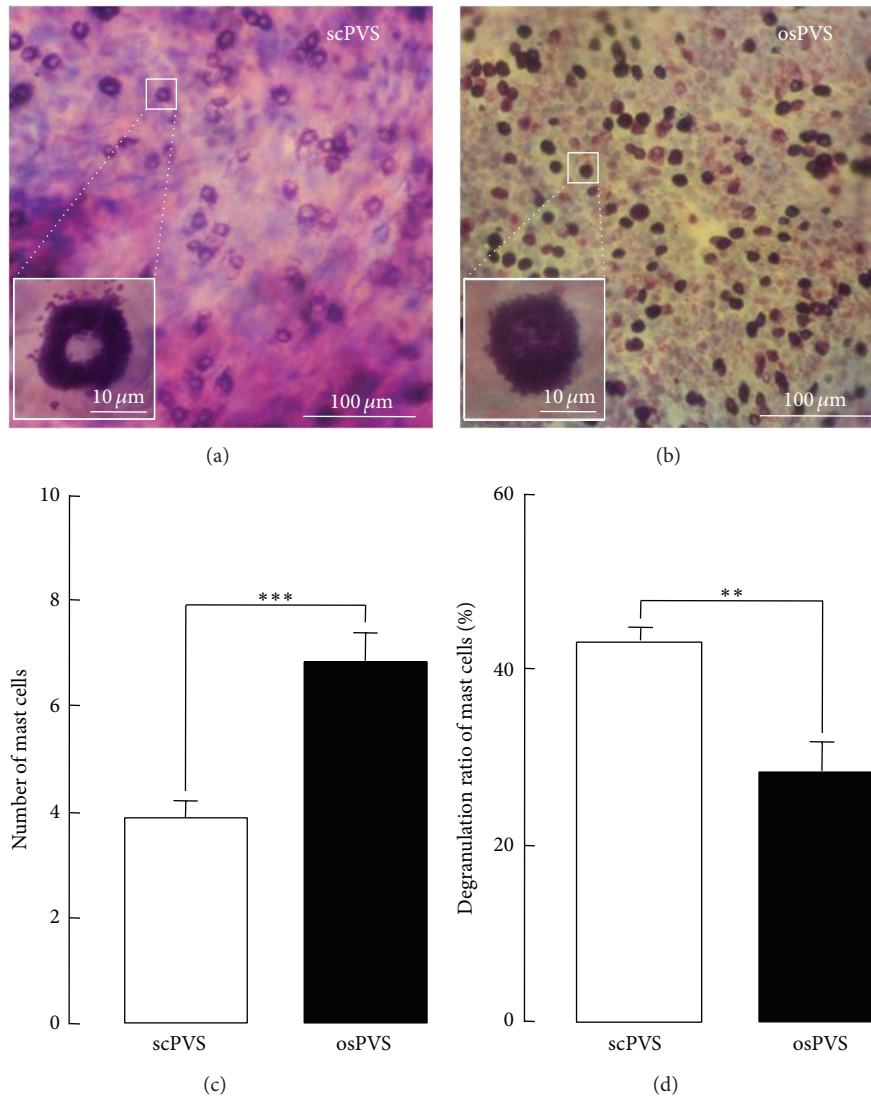 scPVS
10 μm
100 μm
(a)
osPVS
10 μm
100 μm
(b)
Number of mast cells
10
8
6
4
2
0
***
scPVS
osPVS
(c)
Degranulation ratio of mast cells (%)
60
40
20
0
**
scPVS
osPVS
(d)